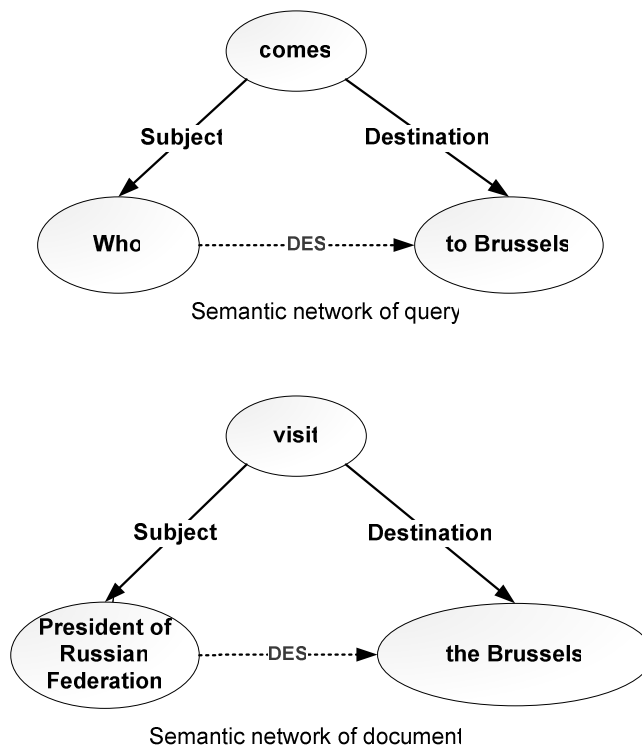 comes
Subject
Destination
Who
DES
to Brussels
Semantic network of query
visit
Subject
Destination
President of
Russian
Federation
DES
the Brussels
Semantic network of document